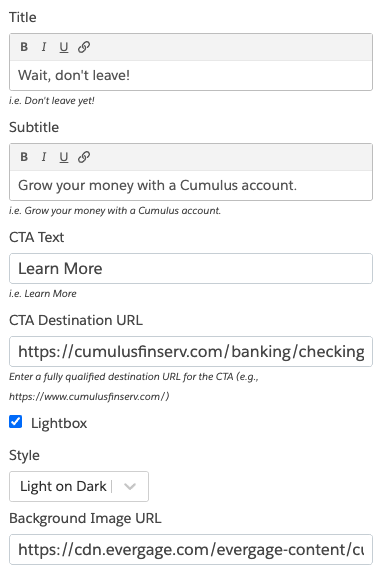 Title
B I U
Wait, don't leave!
i.e. Don't leave yet!
Subtitle
B I U
Grow your money with a Cumulus account.
i.e. Grow your money with a Cumulus account.
CTA Text
Learn More
i.e. Learn More
CTA Destination URL
https://cumulusfinserv.com/banking/checking
Enter a fully qualified destination URL for the CTA (e.g.,
https://www.cumulusfinserv.com/)
Lightbox
Style
Light on Dark
Background Image URL
https://cdn.evergage.com/evergage-content/cu